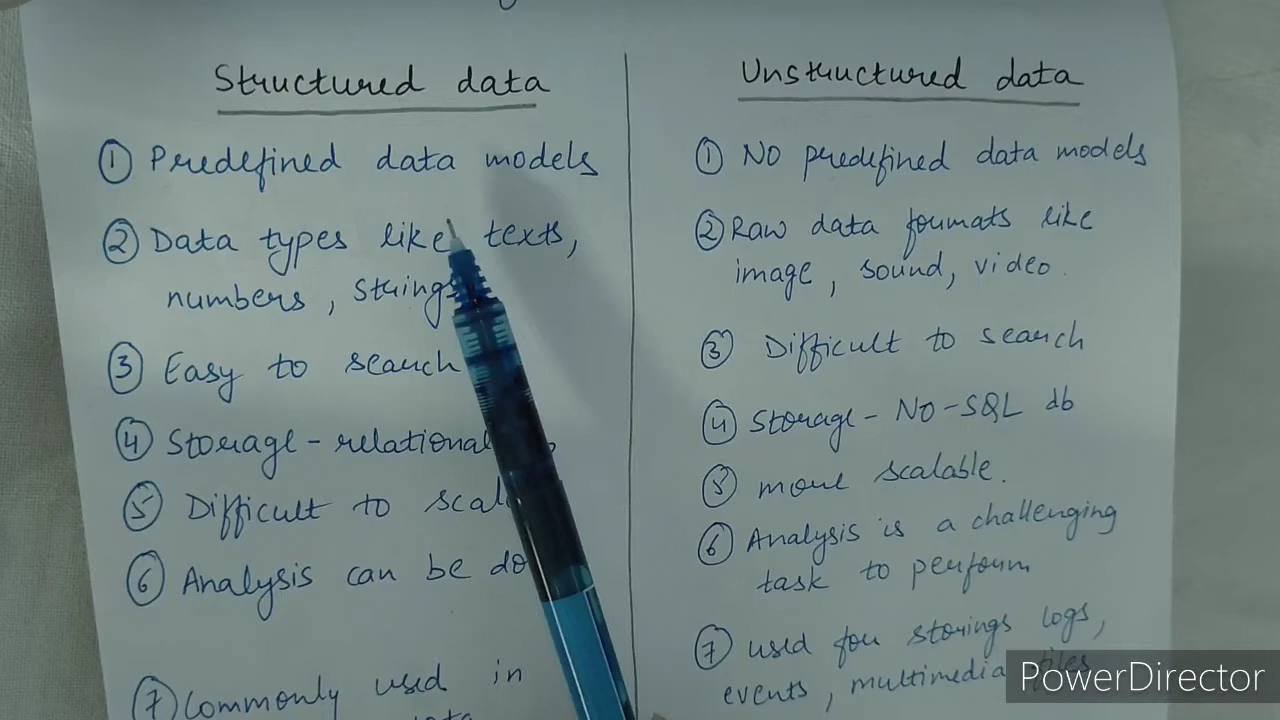 Structured data
① Predefined data models
② Data types like texts,
numbers, strings
③ Easy to search
④ Storage - relational
⑤ Difficult to
⑥ Analysis can be
⑦ Commonly used in
Unstructured data
① NO predefined data models
② Raw data formats like
image, sound, video.
③ Difficult to search
④ Storage - No-SQL db
⑤ more scalable.
⑥ Analysis is a challenging
task to perform
⑦ used for storings logs,
events, multimedia files
PowerDirector